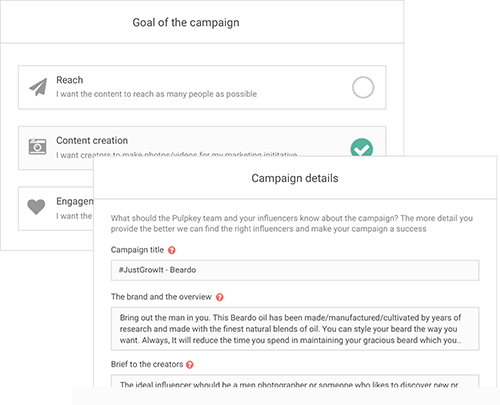 Goal of the campaign
Reach
I want the content to reach as many people as possible
Content creation
I want creators to make photos/videos for my marketing inititative
Engagem
I want the
Campaign details
What should the Pulpkey team and your influencers know about the campaign? The more detail you
provide the better we can find the right influencers and make your campaign a success
Campaign title ?
#JustGrowIt - Beardo
The brand and the overview ?
Bring out the man in you. This Beardo oil has been made/manufactured/cultivated by years of
research and made with the finest natural blends of oil. You can style your beard the way you
want. Always, It will reduce the time you spend in maintaining your gracious beard which you..
Brief to the creators ?
The ideal influencer whould be a men photographer or someone who likes to discover new pr